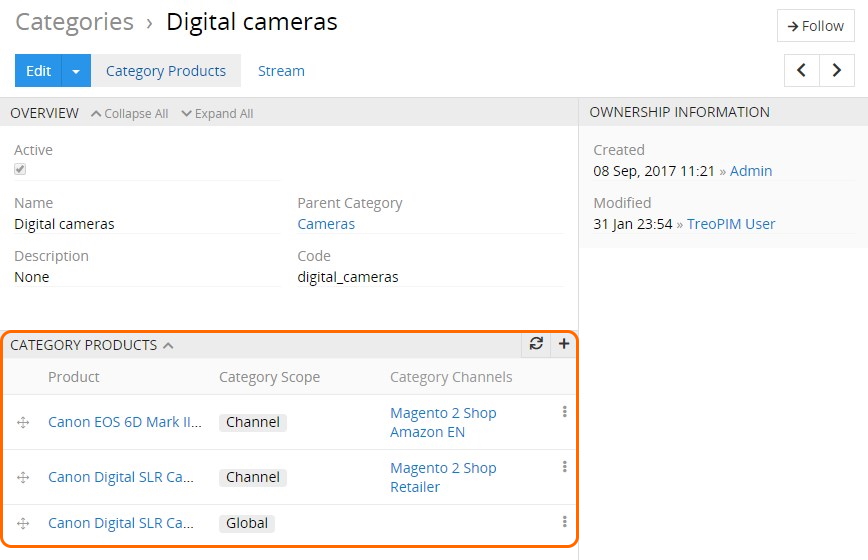 Categories › Digital cameras
Follow
Edit Category Products Stream
OVERVIEW Collapse All Expand All
OWNERSHIP INFORMATION
Active
Created
08 Sep, 2017 11:21 » Admin
Name Parent Category
Digital cameras Cameras
Modified
31 Jan 23:54 » TreoPIM User
Description Code
None digital_cameras
CATEGORY PRODUCTS
Product Category Scope Category Channels
Canon EOS 6D Mark II... Channel Magento 2 Shop
Amazon EN
Canon Digital SLR Ca... Channel Magento 2 Shop
Retailer
Canon Digital SLR Ca... Global